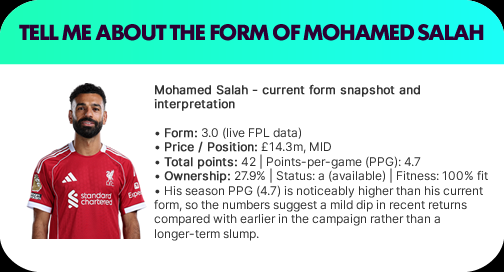 TELL ME ABOUT THE FORM OF MOHAMED SALAH
Mohamed Salah - current form snapshot and
interpretation
• Form: 3.0 (live FPL data)
• Price / Position: £14.3m, MID
• Total points: 42 | Points-per-game (PPG): 4.7
• Ownership: 27.9% | Status: a (available) | Fitness: 100% fit
• His season PPG (4.7) is noticeably higher than his current
form, so the numbers suggest a mild dip in recent returns
compared with earlier in the campaign rather than a
longer-term slump.
standard
chartered